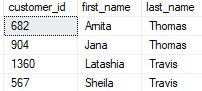 customer_id first_name last_name
682 Amita Thomas
904 Jana Thomas
1360 Latashia Travis
567 Sheila Travis